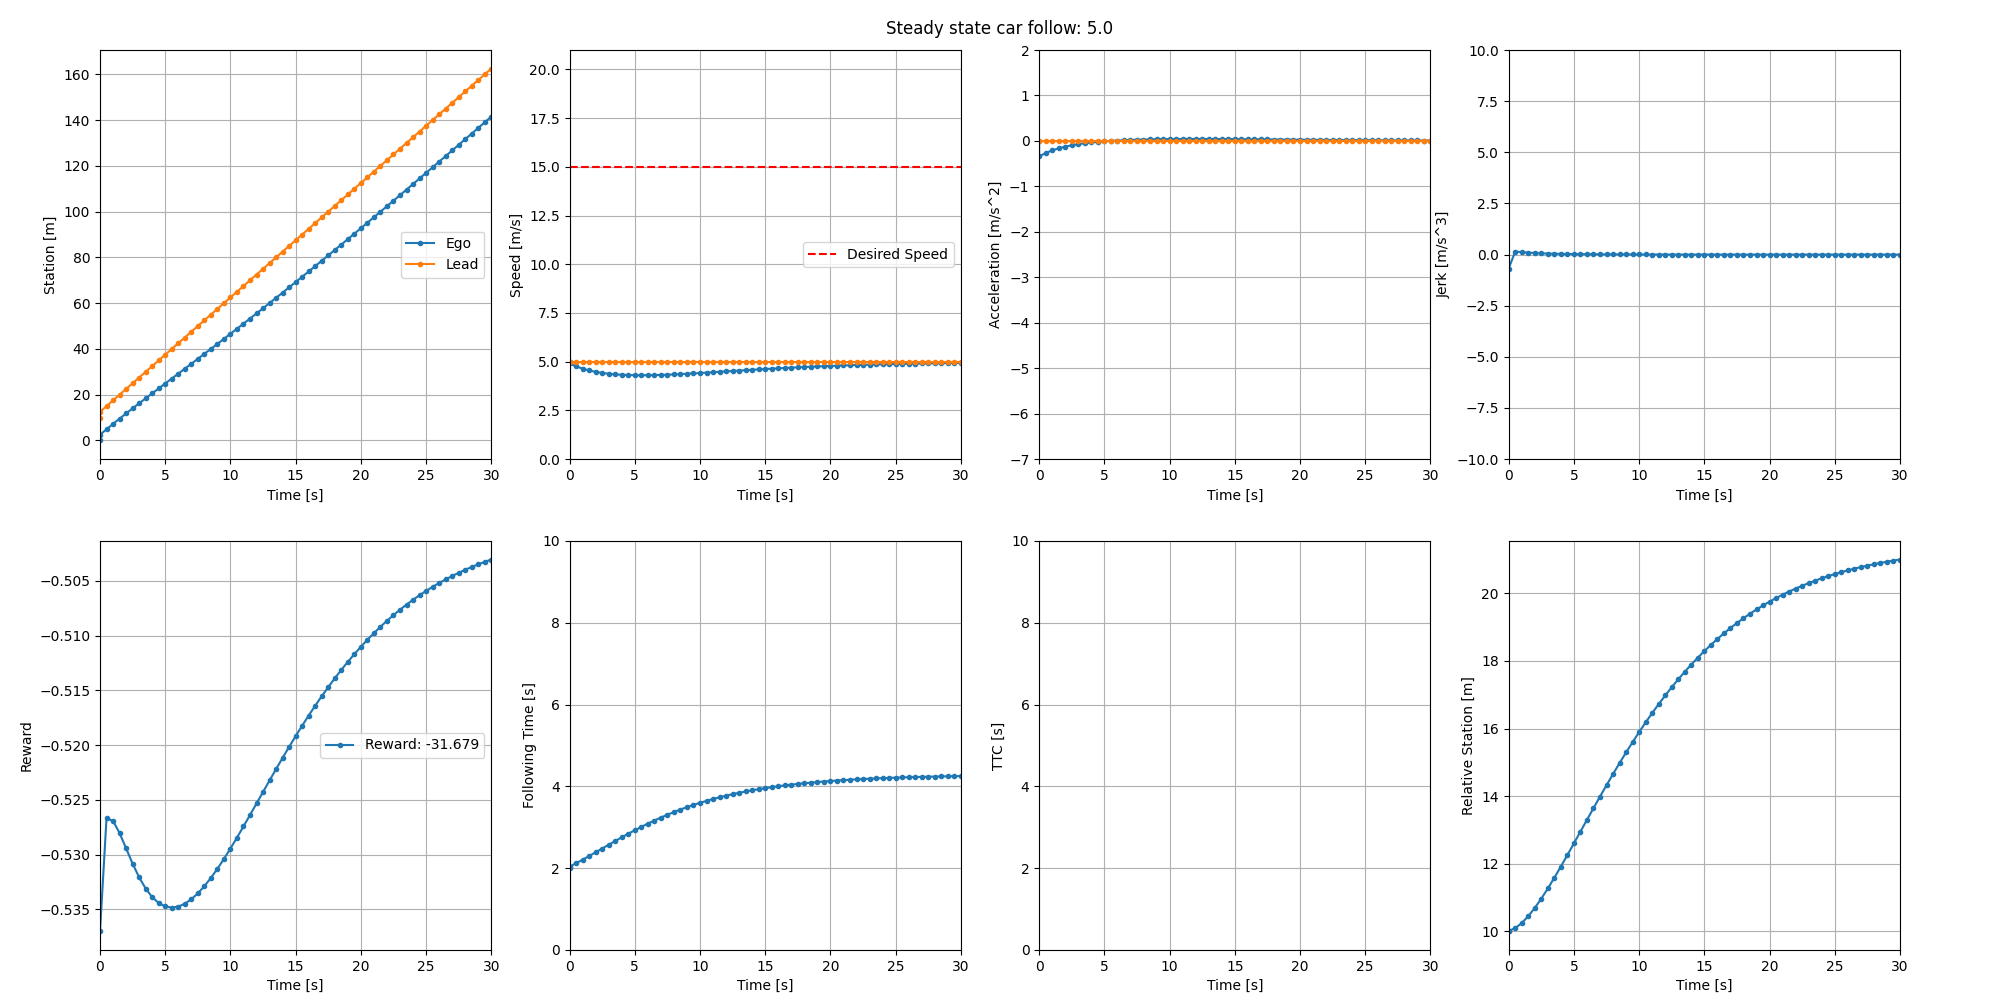 Steady state car follow: 5.0
Station [m]
160
140
120
100
80
60
40
20
0
Ego
Lead
0 5 10 15 20 25 30
Time [s]
Speed [m/s]
20.0
17.5
15.0
12.5
10.0
7.5
5.0
2.5
0.0
Desired Speed
0 5 10 15 20 25 30
Time [s]
Acceleration [m/s^2]
2
1
0
−1
−2
−3
−4
−5
−6
−7
0 5 10 15 20 25 30
Time [s]
Jerk [m/s^3]
10.0
7.5
5.0
2.5
0.0
−2.5
−5.0
−7.5
−10.0
0 5 10 15 20 25 30
Time [s]
Reward
−0.505
−0.510
−0.515
−0.520
−0.525
−0.530
−0.535
Reward: -31.679
0 5 10 15 20 25 30
Time [s]
Following Time [s]
10
8
6
4
2
0
0 5 10 15 20 25 30
Time [s]
TTC [s]
10
8
6
4
2
0
0 5 10 15 20 25 30
Time [s]
Relative Station [m]
20
18
16
14
12
10
0 5 10 15 20 25 30
Time [s]